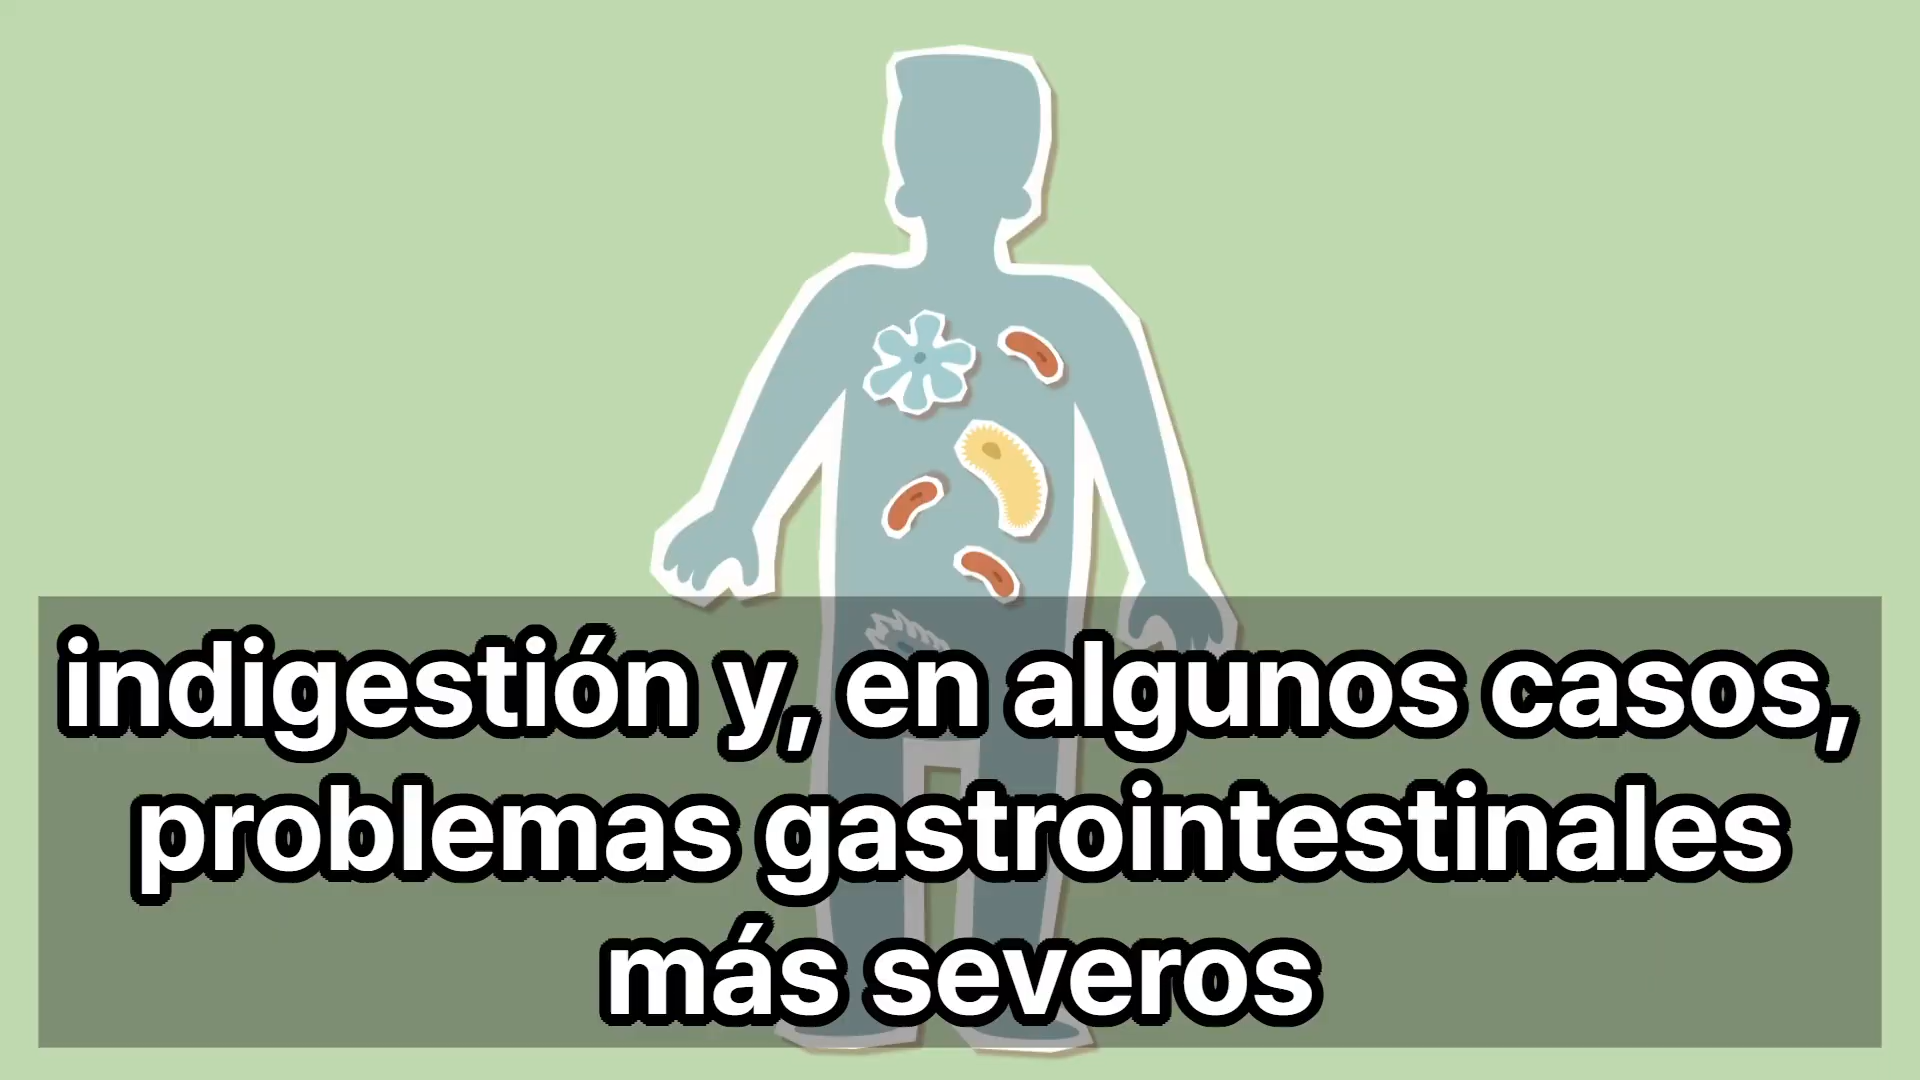 indigestión y, en algunos casos,
problemas gastrointestinales
más severos